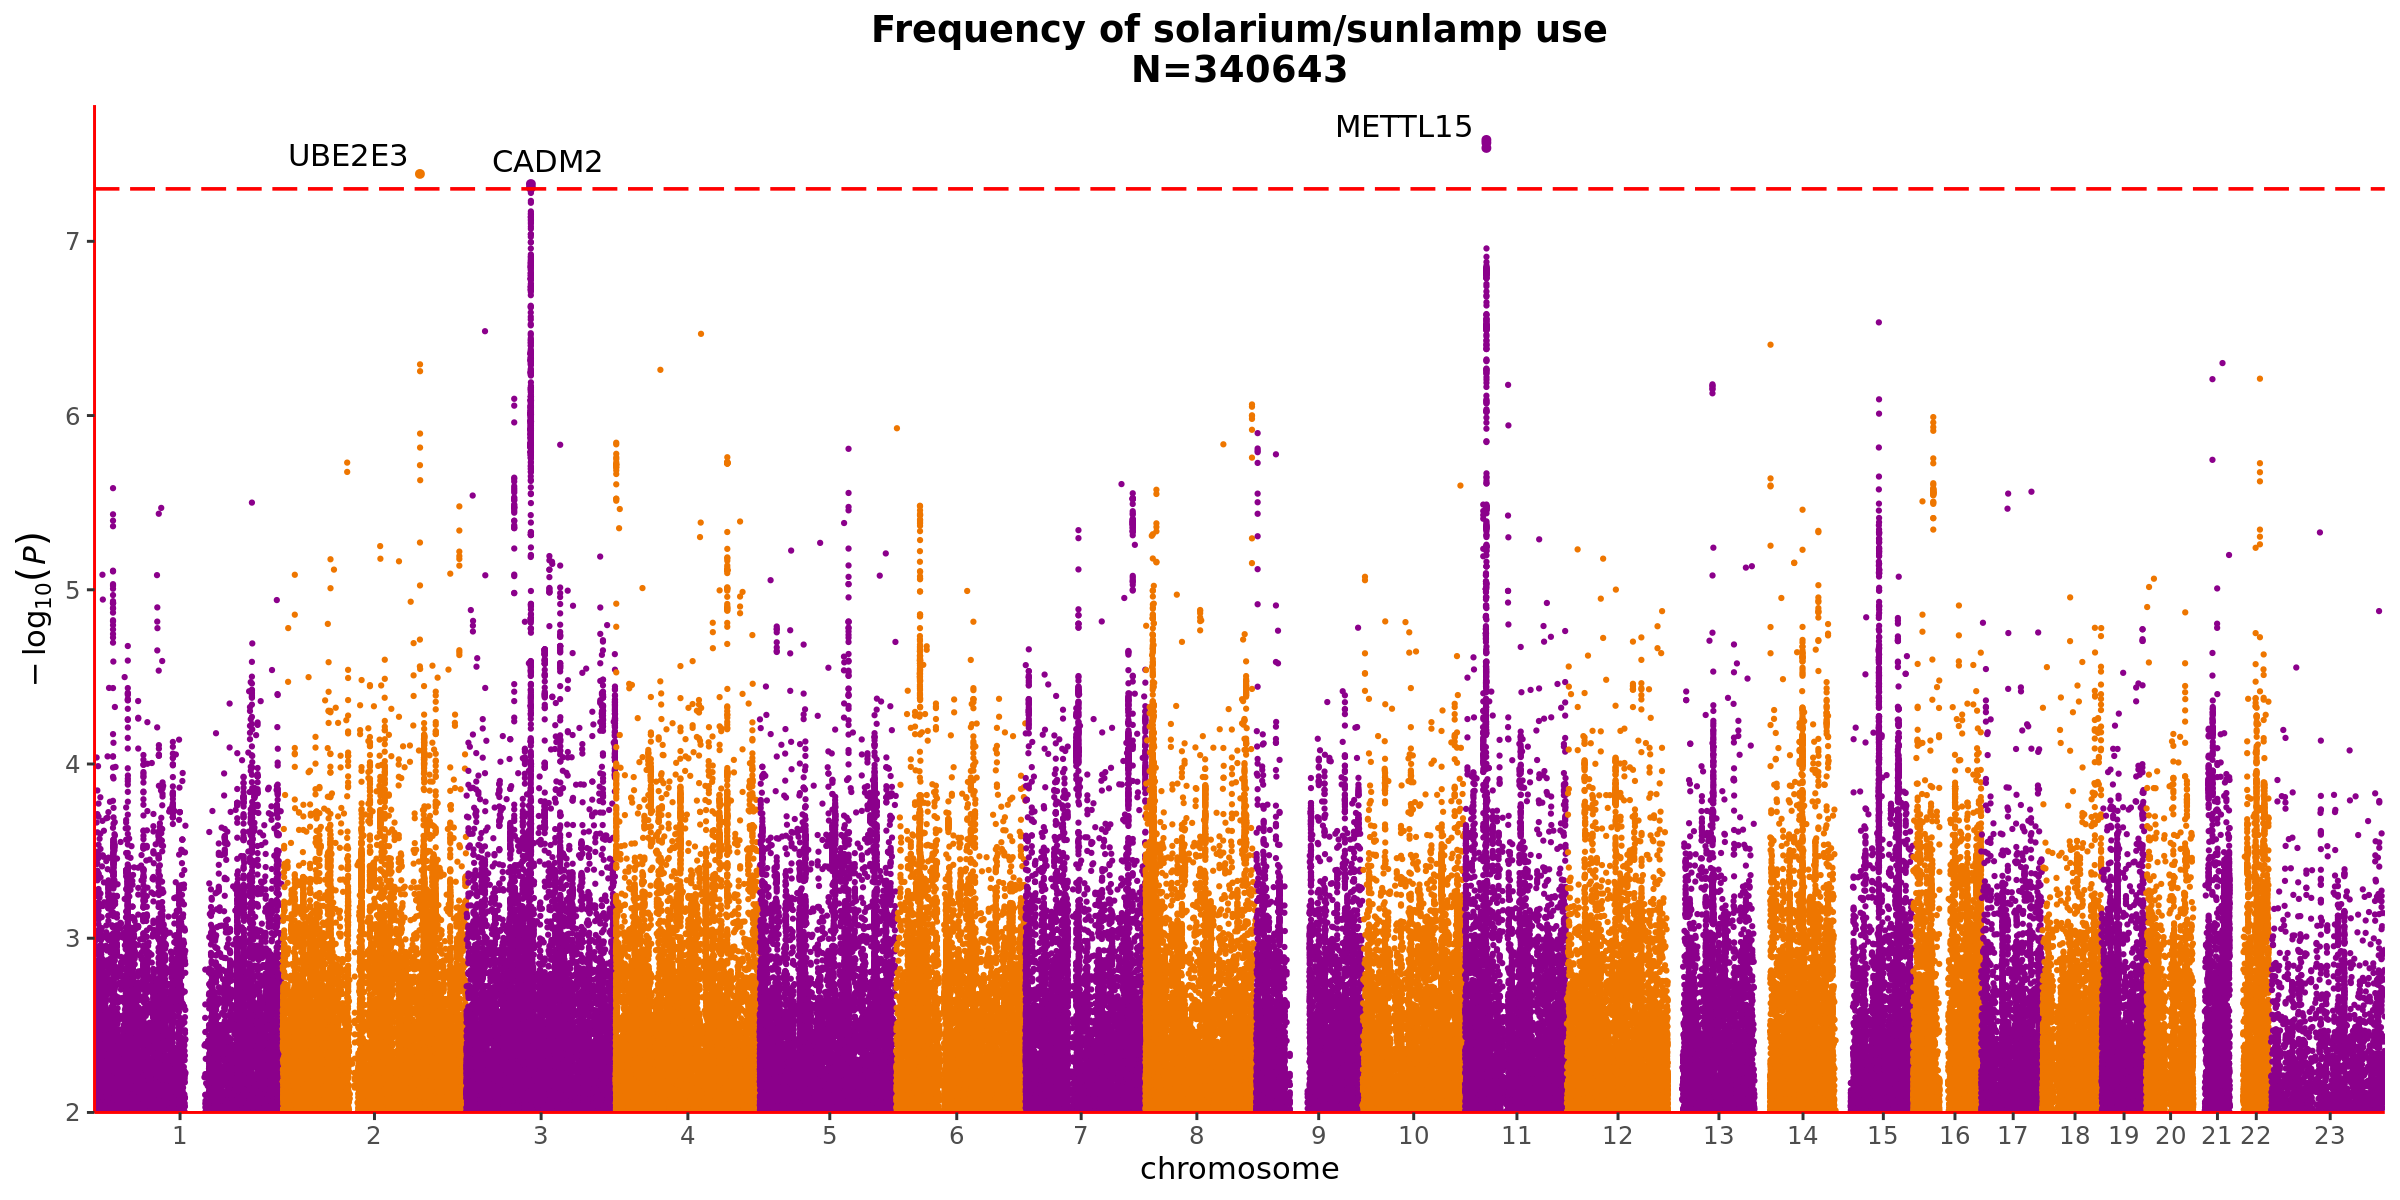 Frequency of solarium/sunlamp use
N=340643
METTL15
UBE2E3
CADM2
7
6
5
4
3
2
−log10(P)
1 2 3 4 5 6 7 8 9 10 11 12 13 14 15 16 17 18 19 20 21 22 23
chromosome